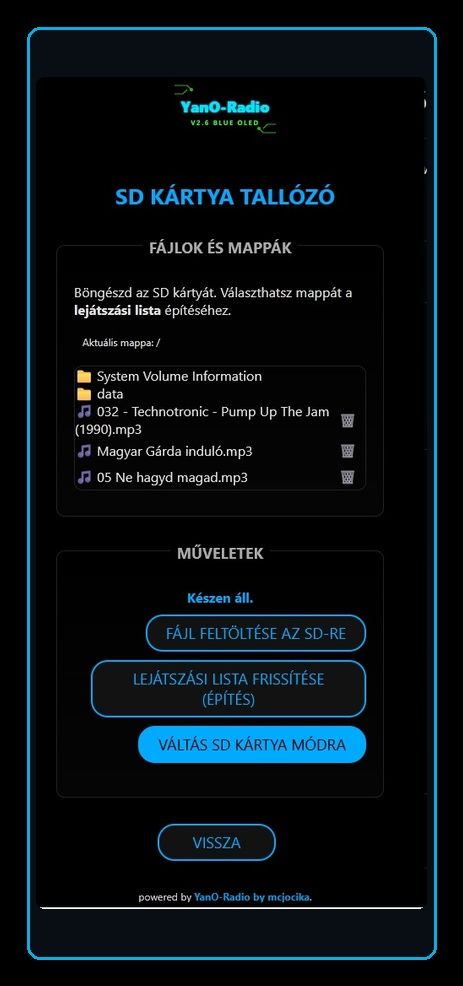 YanO-Radio
V2.6 BLUE OLED
SD KÁRTYA TALLÓZÓ
FÁJLOK ÉS MAPPÁK
Böngészd az SD kártyát. Választhatsz mappát a
lejátszási lista építéséhez.
Aktuális mappa: /
System Volume Information
data
032 - Technotronic - Pump Up The Jam
(1990).mp3
Magyar Gárda induló.mp3
05 Ne hagyd magad.mp3
MŰVELETEK
Készen áll.
FÁJL FELTÖLTÉSE AZ SD-RE
LEJÁTSZÁSI LISTA FRISSÍTÉSE
(ÉPÍTÉS)
VÁLTÁS SD KÁRTYA MÓDRA
VISSZA
powered by YanO-Radio by mcjocika.